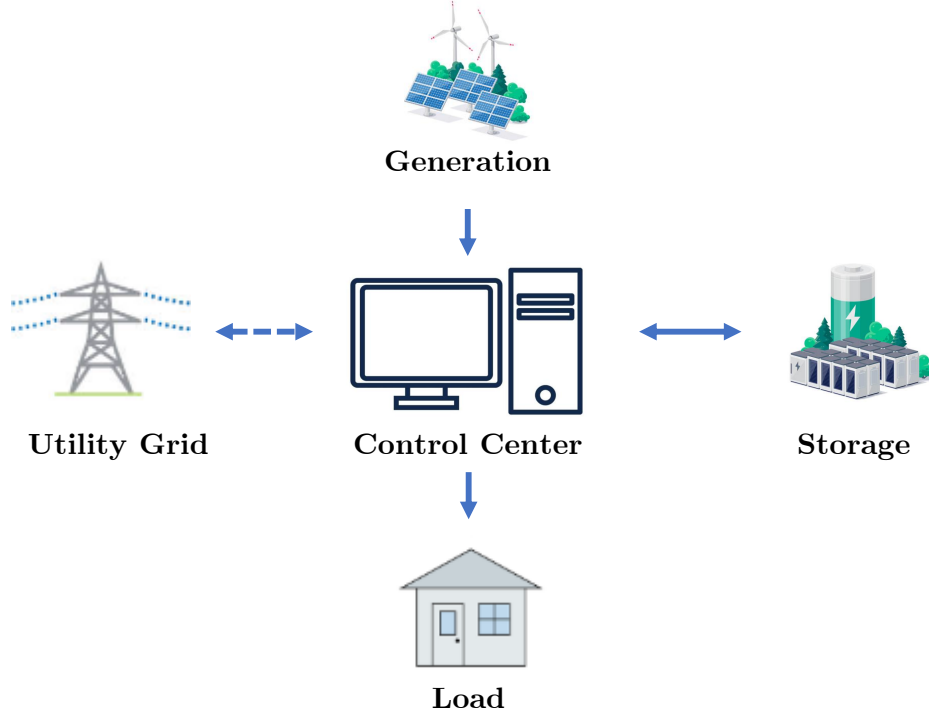 Generation
Utility Grid
Control Center
Storage
Load